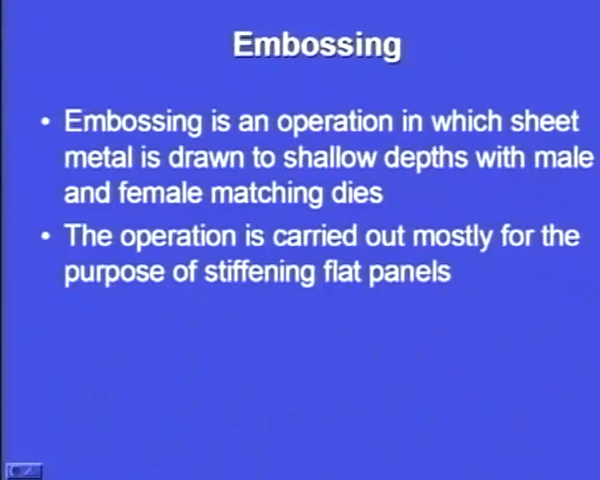 Embossing
• Embossing is an operation in which sheet
metal is drawn to shallow depths with male
and female matching dies
• The operation is carried out mostly for the
purpose of stiffening flat panels